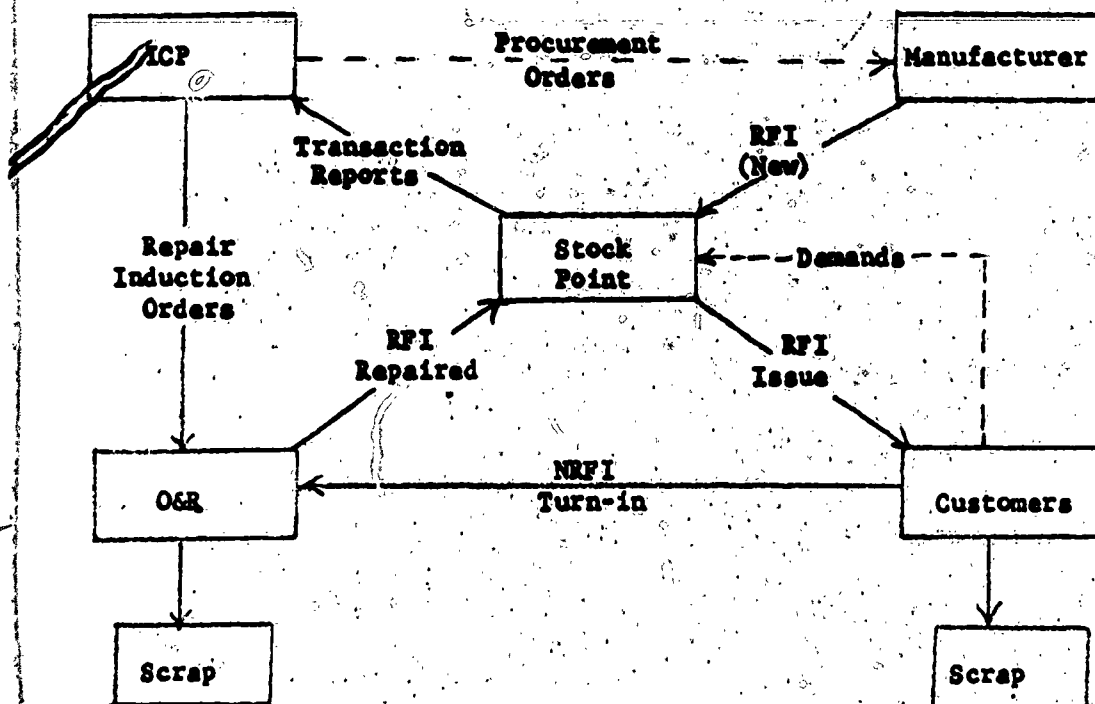 ICP
Procurement
Orders
Manufacturer
Transaction
Reports
RFI
(New)
Stock
Point
Demands
Repair
Induction
Orders
RFI
Repaired
RFI
Issue
O&R
NRFI
Turn-in
Customers
Scrap
Scrap